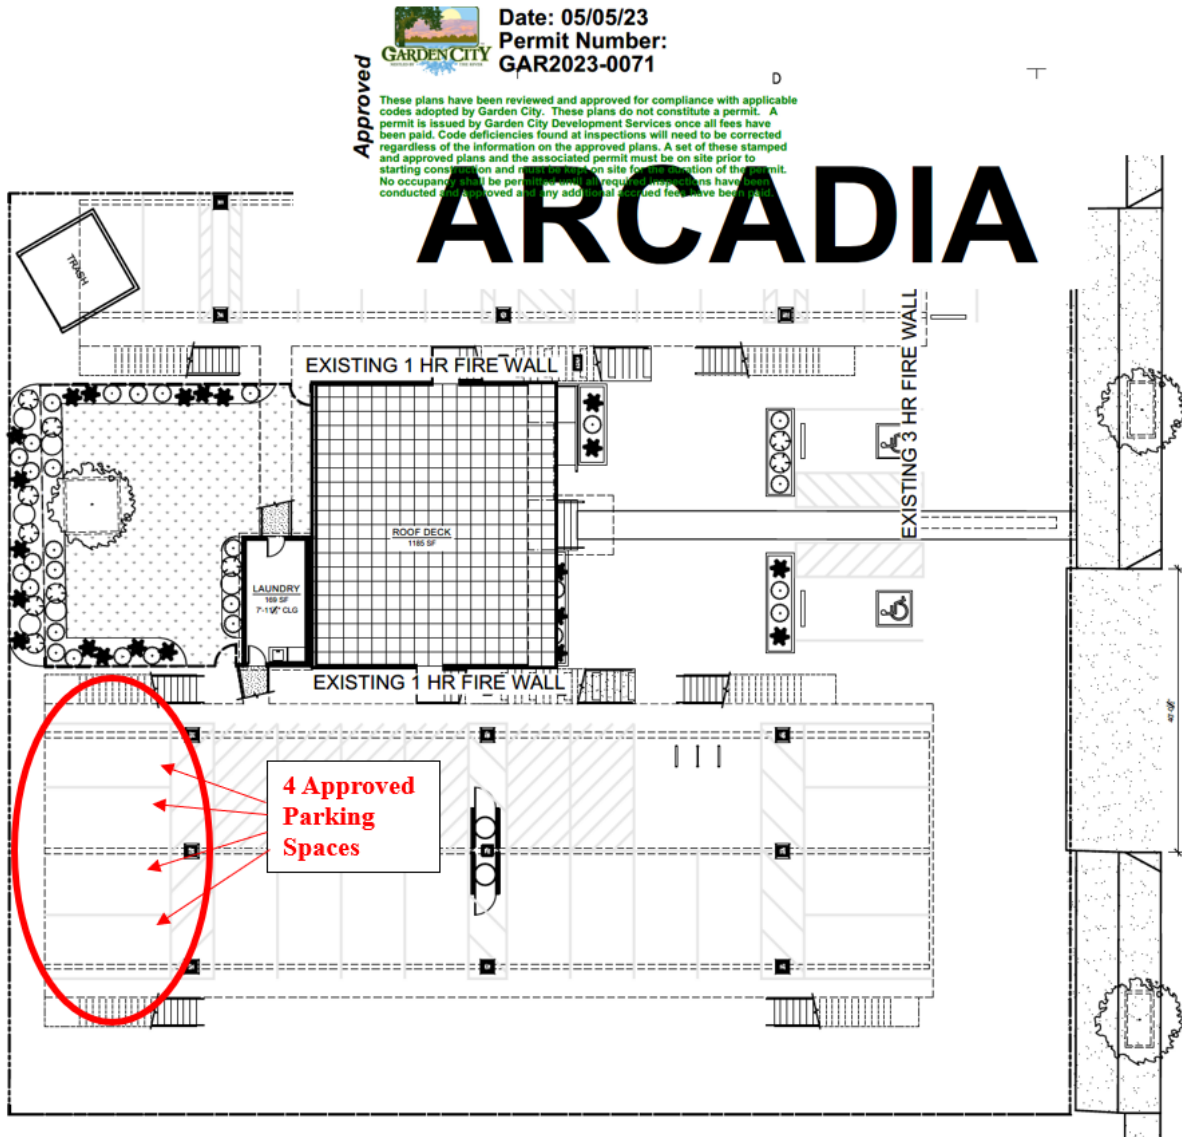 Approved
GARDEN CITY
Date: 05/05/23
Permit Number:
GAR2023-0071
D
These plans have been reviewed and approved for compliance with applicable
codes adopted by Garden City. These plans do not constitute a permit. A
permit is issued by Garden City Development Services once all fees have
been paid. Code deficiencies found at inspections will need to be corrected
regardless of the information on the approved plans. A set of these stamped
and approved plans and the associated permit must be on site prior to
starting construction and must be kept on site for the duration of the permit.
No occupancy shall be permitted until all required inspections have been
conducted and approved and any additional accrued fees have been paid.
ARCADIA
TRASH
EXISTING 1 HR FIRE WALL
EXISTING 3 HR FIRE WALL
ROOF DECK
1185 SF
LAUNDRY
169 SF
CLG
EXISTING 1 HR FIRE WALL
4 Approved
Parking
Spaces